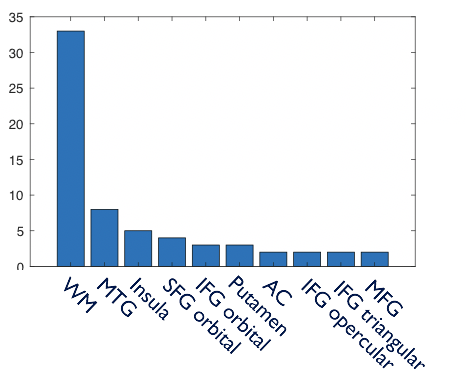 35
30
25
20
15
10
5
0
WM
MTG
Insula
SFG orbital
IFG orbital
Putamen
AC
IFG opercular
IFG triangular
MFG